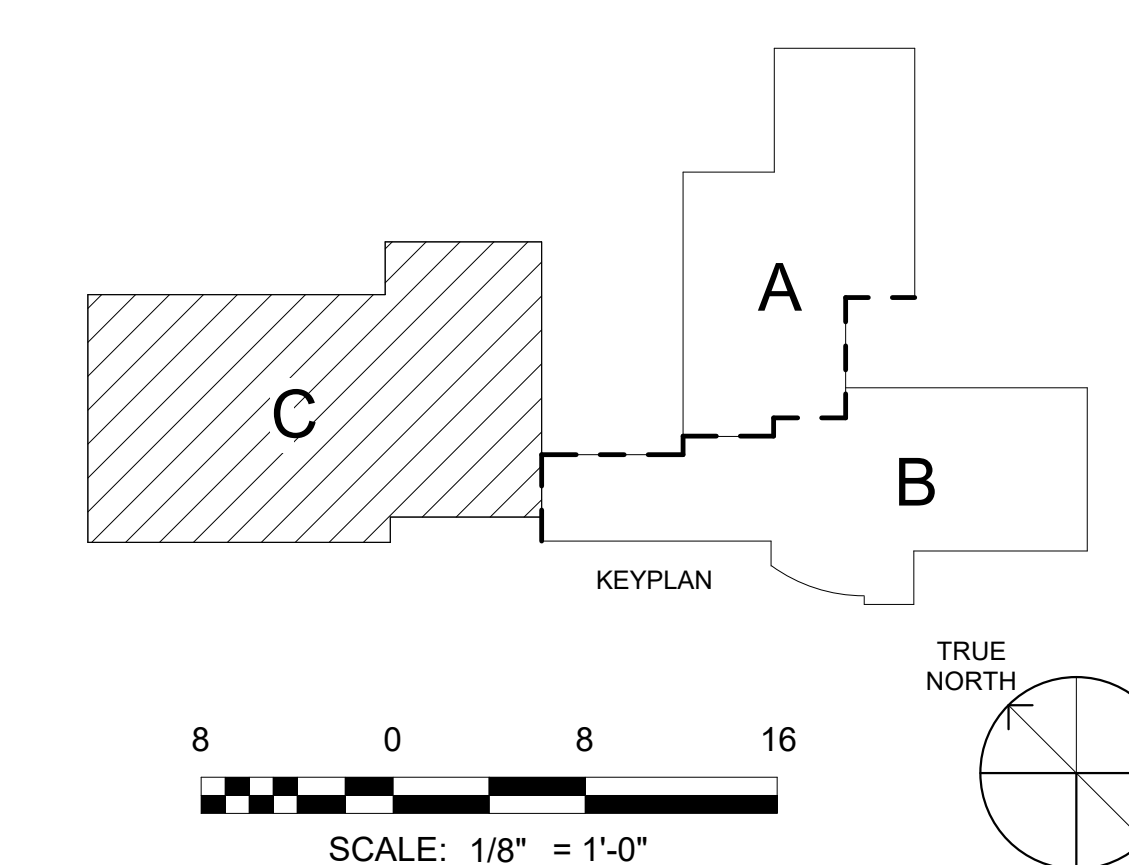 A
C
B
KEYPLAN
TRUE
NORTH
8 0 8 16
SCALE: 1/8" = 1'-0"